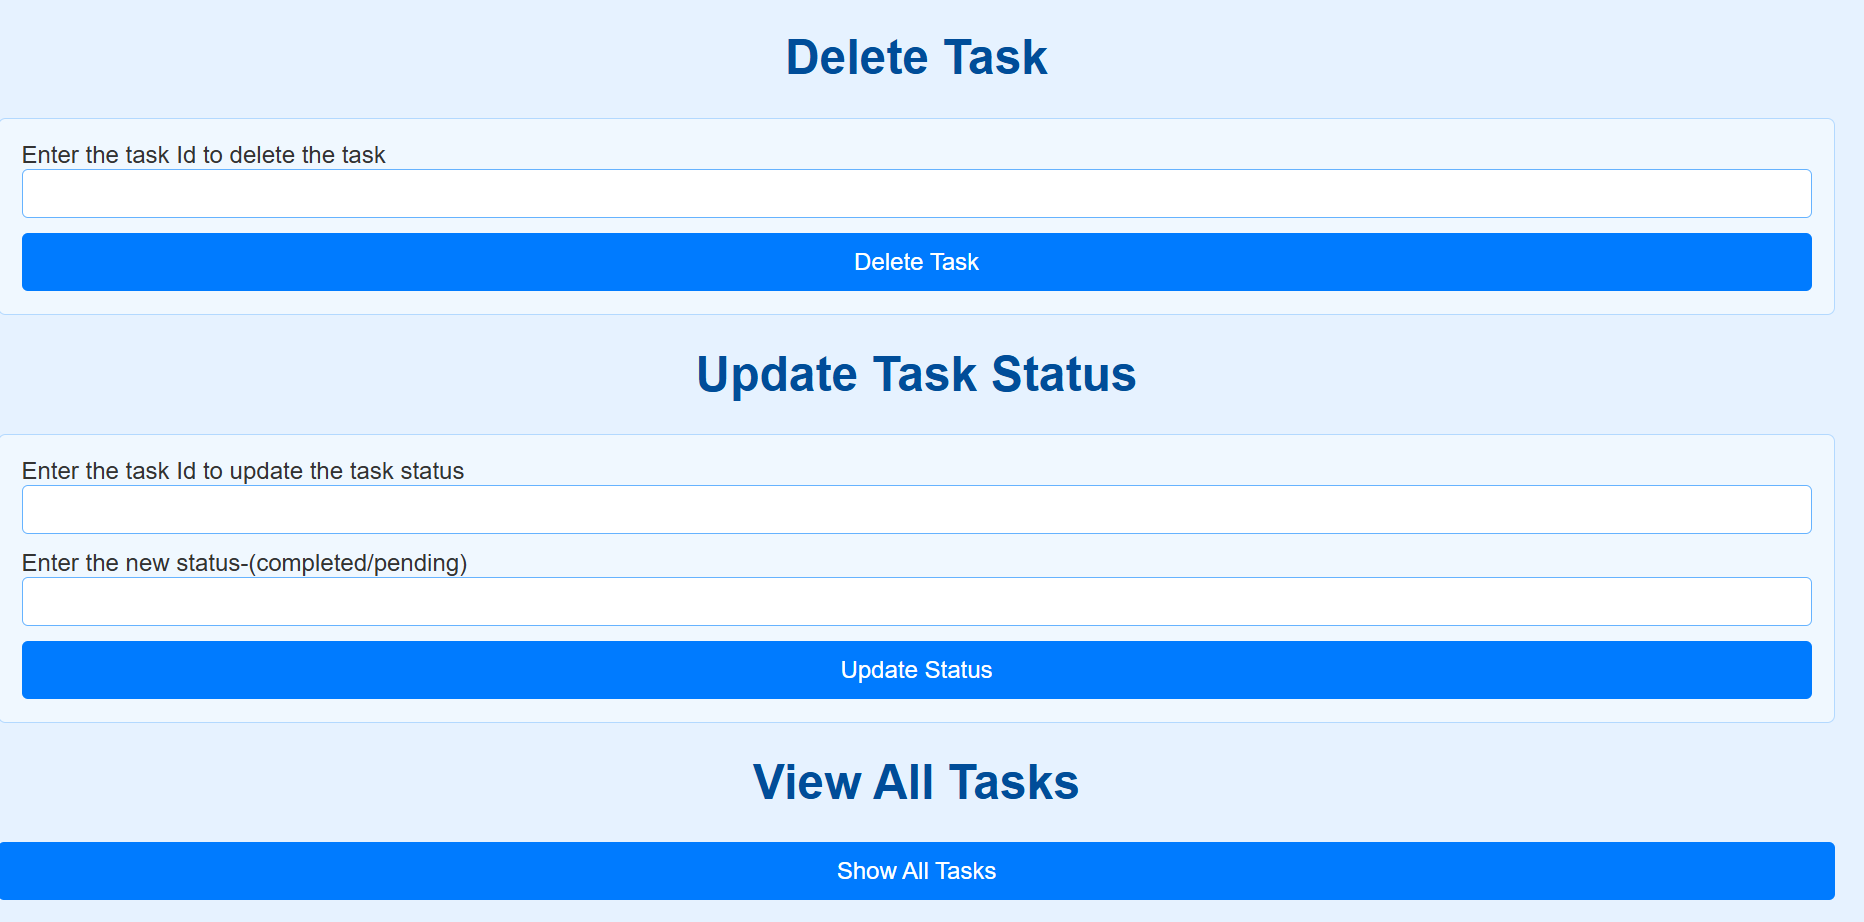 Delete Task
Enter the task Id to delete the task
Delete Task
Update Task Status
Enter the task Id to update the task status
Enter the new status-(completed/pending)
Update Status
View All Tasks
Show All Tasks